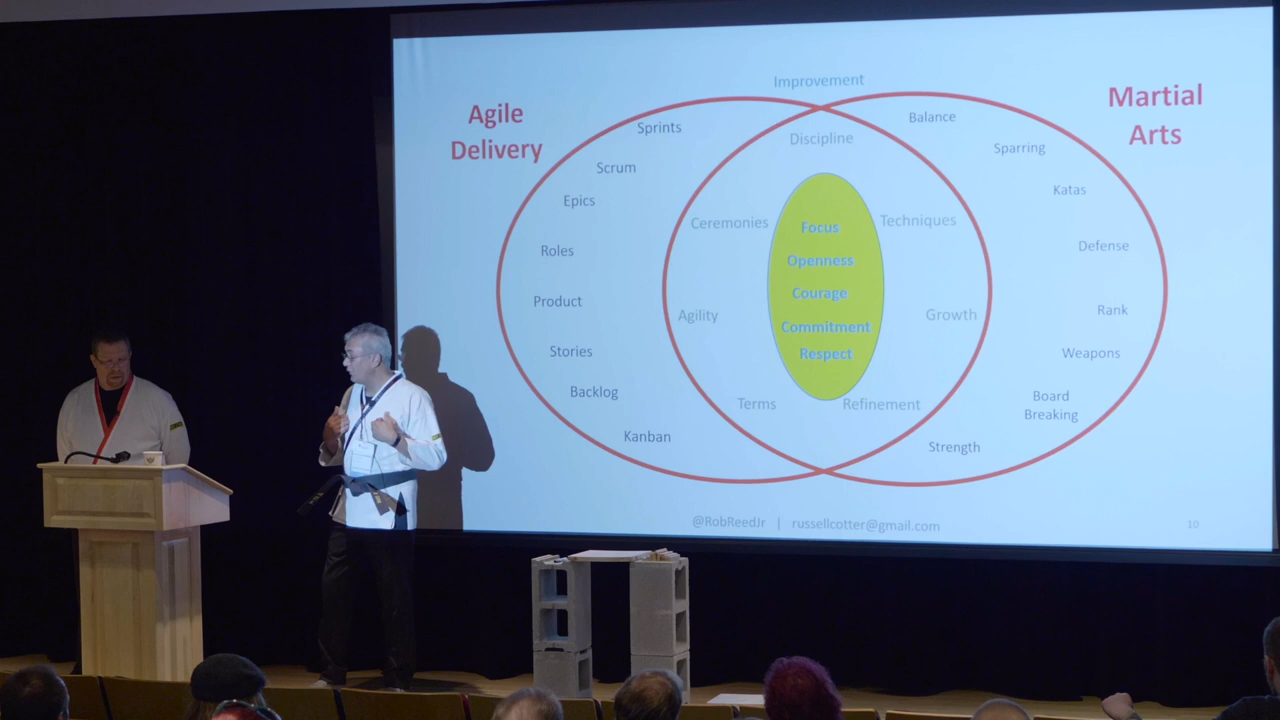 Improvement
Agile
Delivery
Martial
Arts
Sprints
Scrum
Epics
Roles
Product
Stories
Backlog
Kanban
Discipline
Ceremonies
Techniques
Agility
Growth
Terms
Refinement
Focus
Openness
Courage
Commitment
Respect
Balance
Sparring
Katas
Defense
Rank
Weapons
Board
Breaking
Strength
@RobReedJr | russellcotter@gmail.com
10